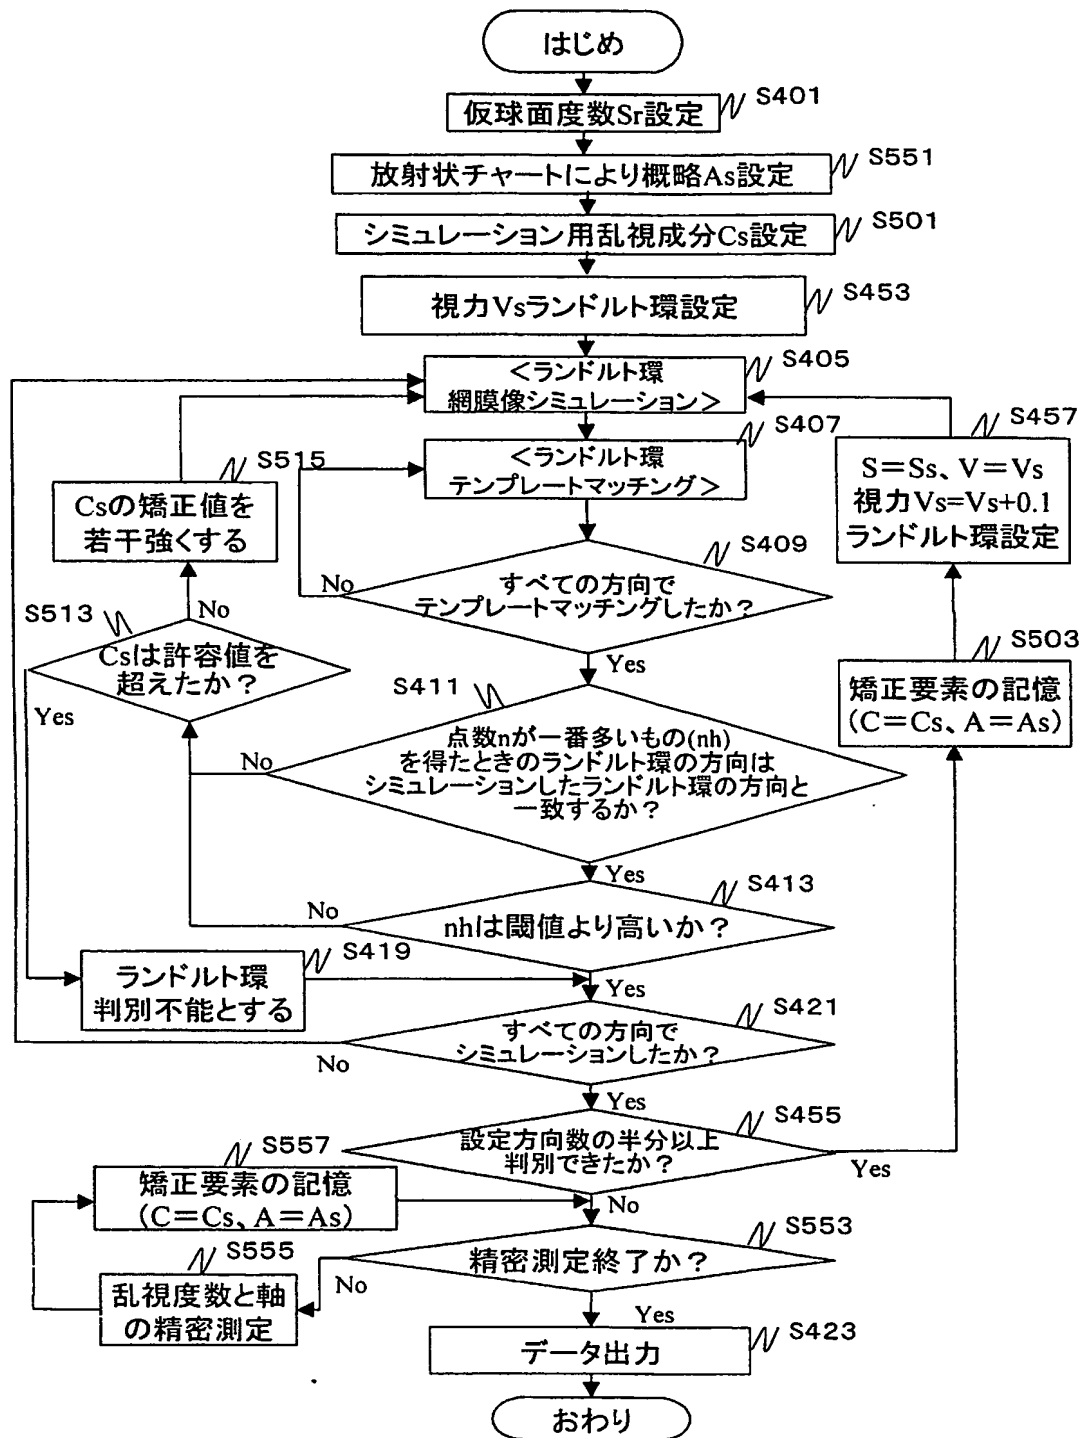 はじめ
仮球面度数Sr設定
S401
放射状チャートにより概略As設定
S551
シミュレーション用乱視成分Cs設定
S501
視力Vsランドルト環設定
S453
<ランドルト環
網膜像シミュレーション>
S405
<ランドルト環
テンプレートマッチング>
S407
S457
S＝Ss、V＝Vs
視力Vs=Vs+0.1
ランドルト環設定
S515
Csの矯正値を
若干強くする
S409
すべての方向で
テンプレートマッチングしたか？
No
Yes
S513
No
Csは許容値を
超えたか？
Yes
S503
矯正要素の記憶
(C＝Cs、A＝As)
S411
点数nが一番多いもの(nh)
を得たときのランドルト環の方向は
シミュレーションしたランドルト環の方向と
一致するか？
No
Yes
S413
nhは閾値より高いか？
No
Yes
S419
ランドルト環
判別不能とする
S421
すべての方向で
シミュレーションしたか？
No
Yes
S455
設定方向数の半分以上
判別できたか？
Yes
No
S557
矯正要素の記憶
(C＝Cs、A＝As)
S553
精密測定終了か？
No
Yes
S555
乱視度数と軸
の精密測定
S423
データ出力
おわり